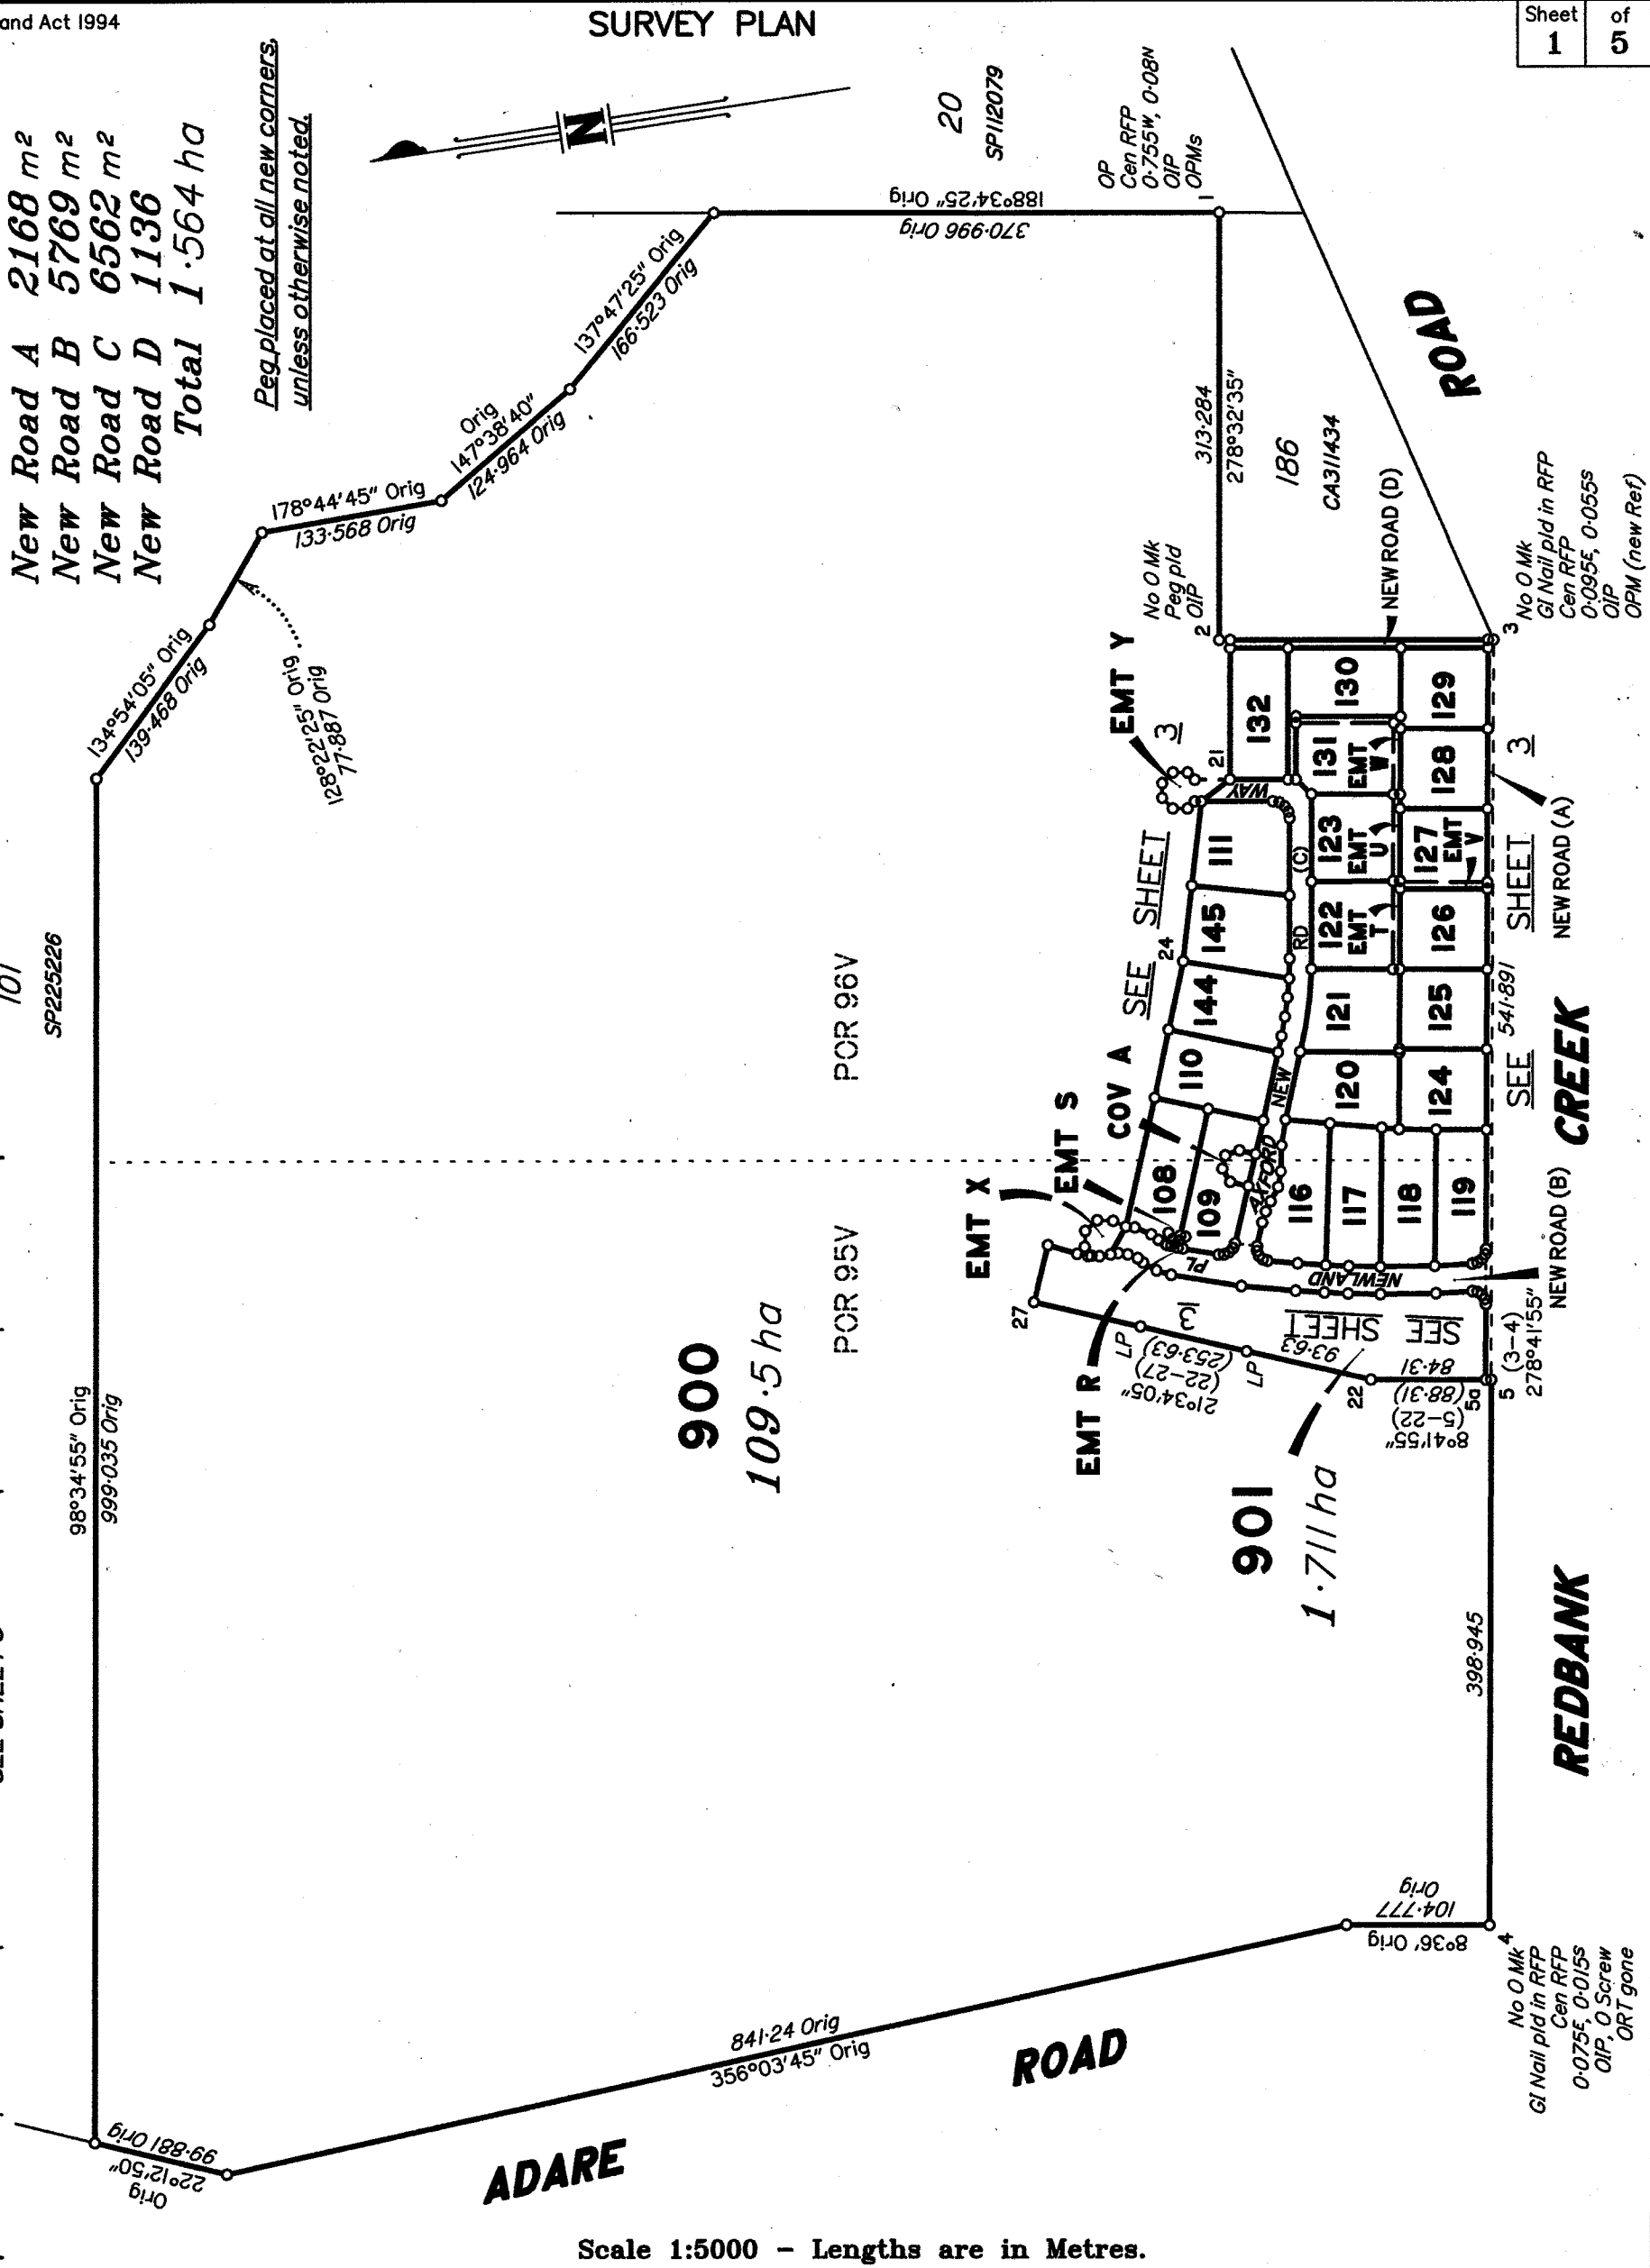 and Act 1994
SURVEY PLAN
Sheet 1 of 5
New Road A 2168 m²
New Road B 5769 m²
New Road C 6562 m²
New Road D 1136
Total 1·564 ha
Peg placed at all new corners,
unless otherwise noted.
N
101
SP225226
20
SP112079
134°54'05" Orig
139·468 Orig
128°22'25" Orig
77·887 Orig
178°44'45" Orig
133·568 Orig
Orig
147°38'40"
124·964 Orig
137°47'25" Orig
166·523 Orig
188°34'25" Orig
370·996 Orig
1
OP
Cen RFP
0·755W, 0·08N
OIP
OPMs
98°34'55" Orig
999·035 Orig
313·284
278°32'35"
186
CA311434
No O Mk
Peg pld
OIP
2
NEW ROAD (D)
ROAD
3
No O Mk
GI Nail pld in RFP
Cen RFP
0·095E, 0·055S
OIP
OPM (new Ref)
POR 96V
POR 95V
900
109·5 ha
901
1·711 ha
EMT Y
SEE SHEET 3
21
24
COV A
EMT S
EMT X
EMT R
27
132
130
129
131
EMT
W
128
WAY
111
123
EMT
U
127
EMT
V
(C)
145
RD
122
EMT
T
126
144
121
125
110
NEW
120
124
108
109
AXFORD
116
117
118
119
PL
NEWLAND
SEE SHEET 3
SEE SHEET 3
NEW ROAD (A)
NEW ROAD (B)
541·891
LP
LP
21°34'05"
(22-27)
(253·63)
93·63
22
8°41'55"
(5-22)
(88·31)
84·31
5a
5
(3-4)
278°41'55"
398·945
REDBANK CREEK
104·777
Orig
8°36' Orig
4
No O Mk
GI Nail pld in RFP
Cen RFP
0·075E, 0·015S
OIP, O Screw
ORT gone
841·24 Orig
356°03'45" Orig
99·881 Orig
22°12'50"
Orig
ADARE ROAD
Scale 1:5000 - Lengths are in Metres.